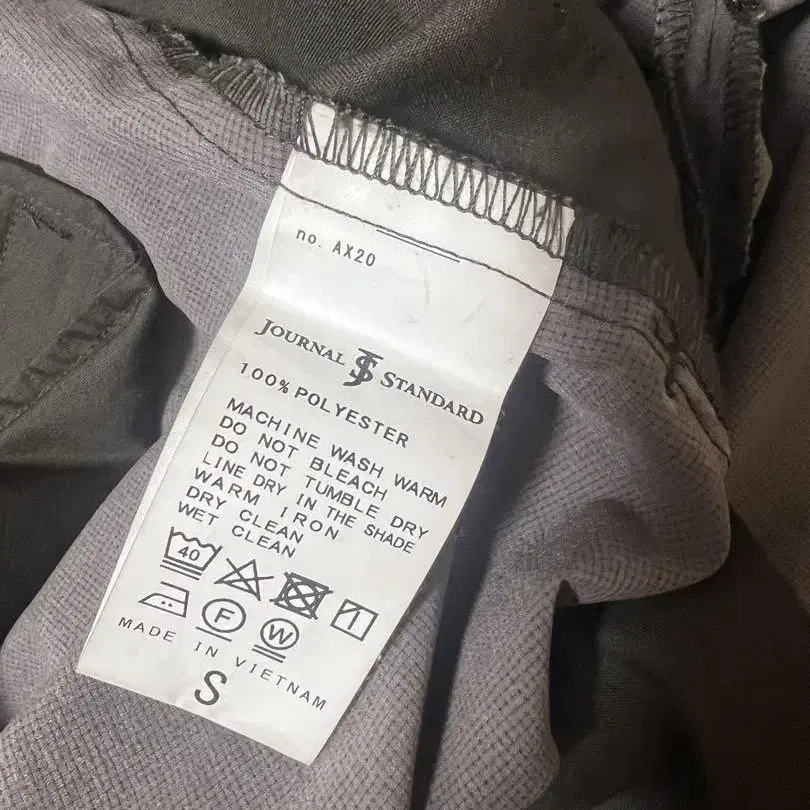 no. AX20
JOURNAL JS STANDARD
100% POLYESTER
MACHINE WASH WARM
DO NOT BLEACH
DO NOT TUMBLE DRY
LINE DRY IN THE SHADE
WARM IRON
DRY CLEAN
WET CLEAN
40
F W
MADE IN VIETNAM
S